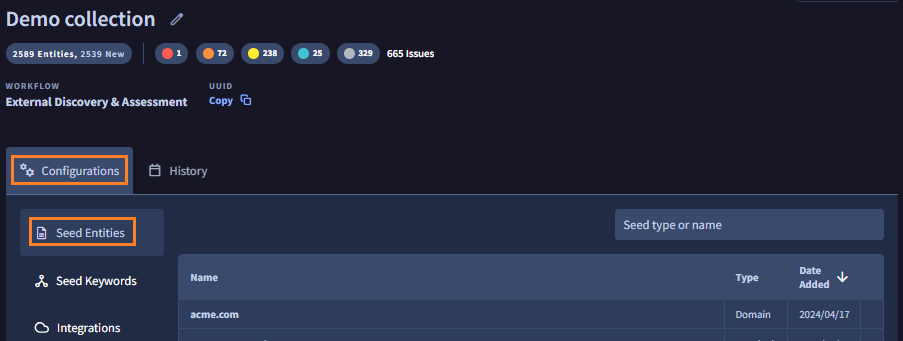 Demo collection
2589 Entities, 2539 New 1 72 238 25 329 665 Issues
WORKFLOW UUID
External Discovery & Assessment Copy
Configurations History
Seed Entities Seed type or name
Seed Keywords
Integrations
Name Type Date Added
acme.com Domain 2024/04/17